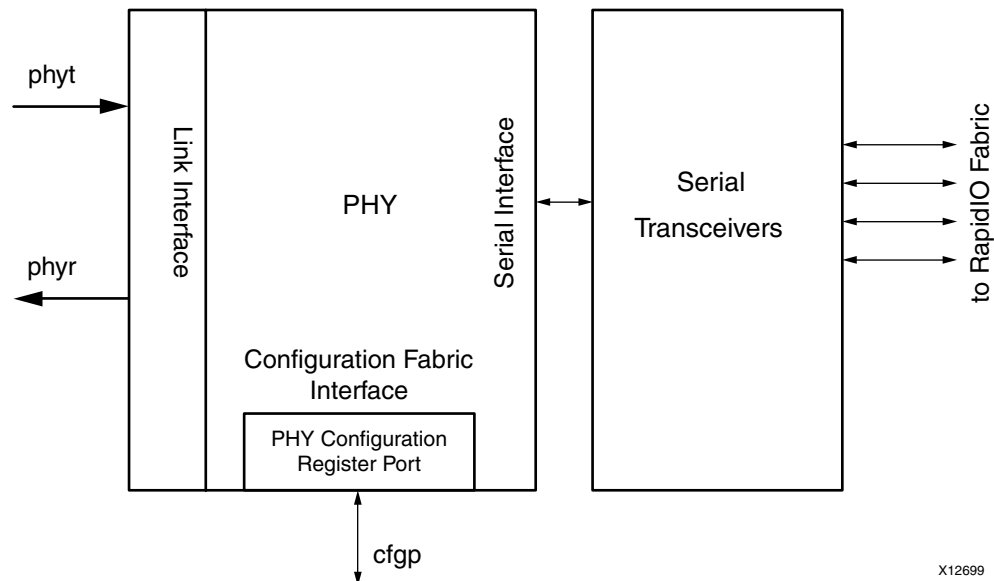 phyt
phyr
Link Interface
PHY
Serial Interface
Configuration Fabric
Interface
PHY Configuration
Register Port
cfgp
Serial
Transceivers
to RapidIO Fabric
X12699